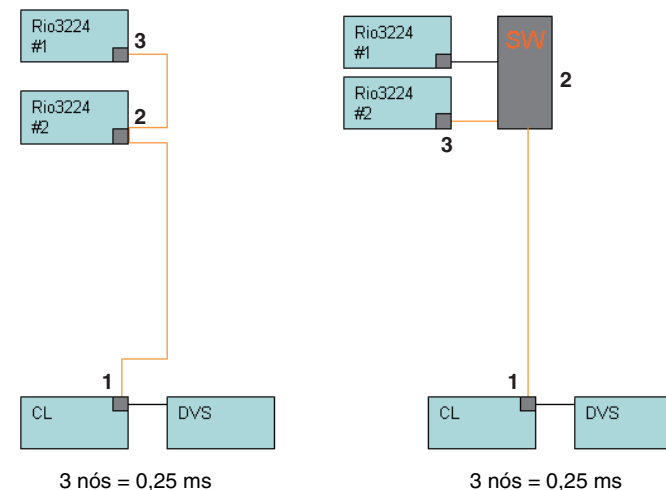 Rio3224
#1
3
Rio3224
#2
2
1
CL
DVS
3 nós = 0,25 ms
Rio3224
#1
SW
2
Rio3224
#2
3
1
CL
DVS
3 nós = 0,25 ms